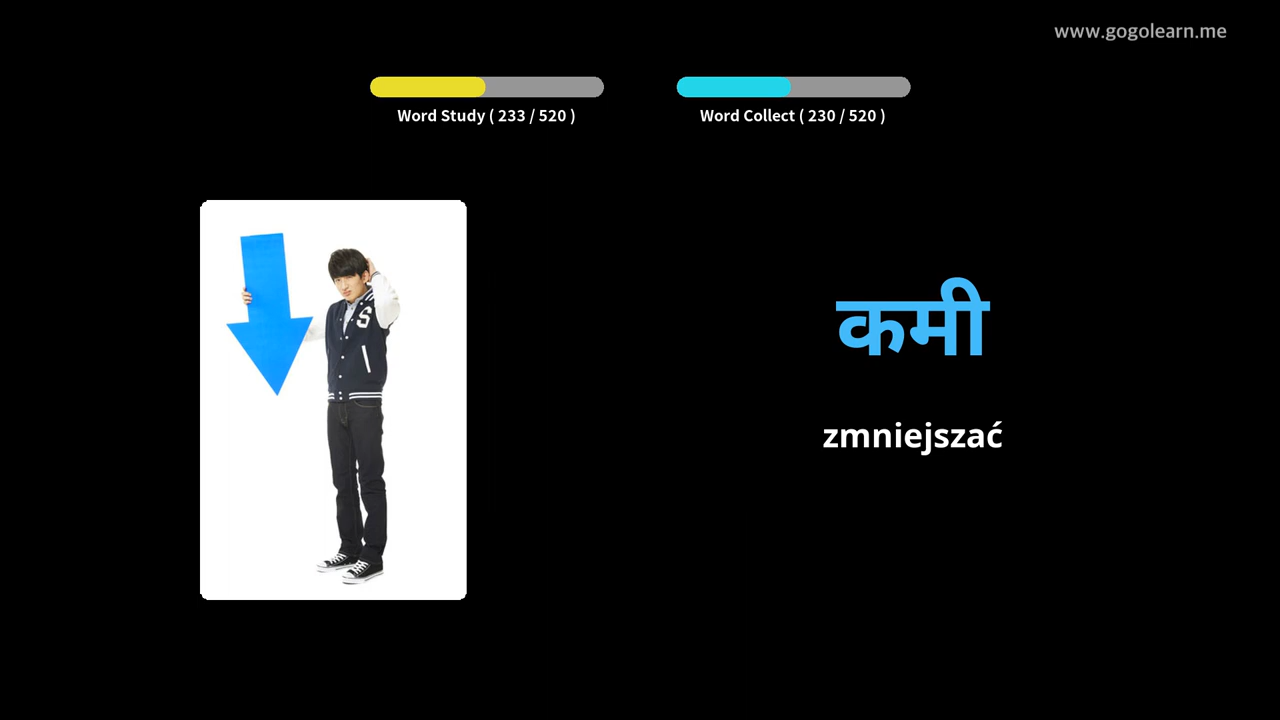 www.gogolearn.me
Word Study ( 233 / 520 )
Word Collect ( 230 / 520 )
S
कमी
zmniejszać